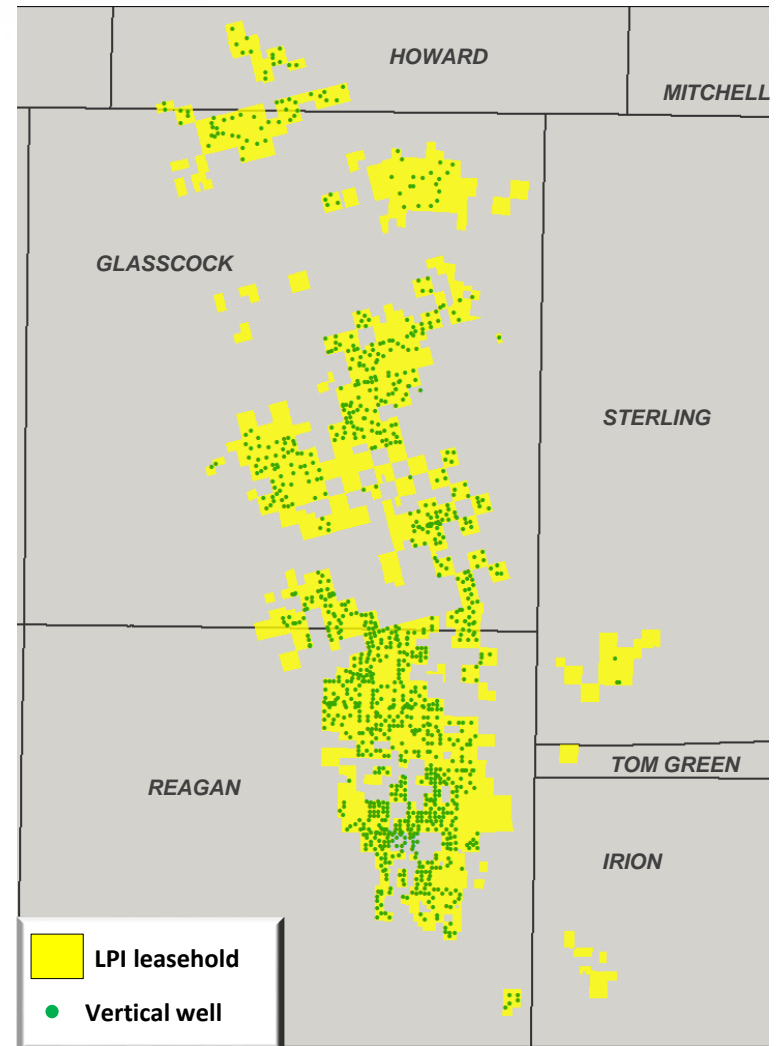 HOWARD
MITCHELL
GLASSCOCK
STERLING
TOM GREEN
REAGAN
IRION
LPI leasehold
Vertical well